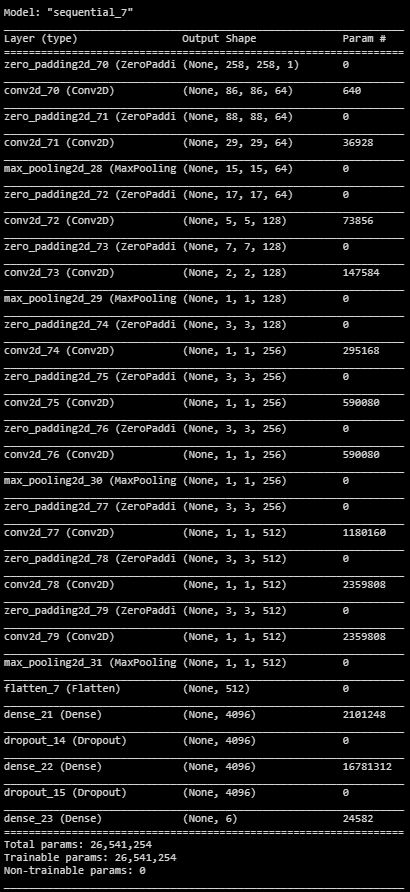 Model: "sequential_7"
Layer (type) Output Shape Param #
zero_padding2d_70 (ZeroPaddi (None, 258, 258, 1) 0
conv2d_70 (Conv2D) (None, 86, 86, 64) 640
zero_padding2d_71 (ZeroPaddi (None, 88, 88, 64) 0
conv2d_71 (Conv2D) (None, 29, 29, 64) 36928
max_pooling2d_28 (MaxPooling (None, 15, 15, 64) 0
zero_padding2d_72 (ZeroPaddi (None, 17, 17, 64) 0
conv2d_72 (Conv2D) (None, 5, 5, 128) 73856
zero_padding2d_73 (ZeroPaddi (None, 7, 7, 128) 0
conv2d_73 (Conv2D) (None, 2, 2, 128) 147584
max_pooling2d_29 (MaxPooling (None, 1, 1, 128) 0
zero_padding2d_74 (ZeroPaddi (None, 3, 3, 128) 0
conv2d_74 (Conv2D) (None, 1, 1, 256) 295168
zero_padding2d_75 (ZeroPaddi (None, 3, 3, 256) 0
conv2d_75 (Conv2D) (None, 1, 1, 256) 590080
zero_padding2d_76 (ZeroPaddi (None, 3, 3, 256) 0
conv2d_76 (Conv2D) (None, 1, 1, 256) 590080
max_pooling2d_30 (MaxPooling (None, 1, 1, 256) 0
zero_padding2d_77 (ZeroPaddi (None, 3, 3, 256) 0
conv2d_77 (Conv2D) (None, 1, 1, 512) 1180160
zero_padding2d_78 (ZeroPaddi (None, 3, 3, 512) 0
conv2d_78 (Conv2D) (None, 1, 1, 512) 2359808
zero_padding2d_79 (ZeroPaddi (None, 3, 3, 512) 0
conv2d_79 (Conv2D) (None, 1, 1, 512) 2359808
max_pooling2d_31 (MaxPooling (None, 1, 1, 512) 0
flatten_7 (Flatten) (None, 512) 0
dense_21 (Dense) (None, 4096) 2101248
dropout_14 (Dropout) (None, 4096) 0
dense_22 (Dense) (None, 4096) 16781312
dropout_15 (Dropout) (None, 4096) 0
dense_23 (Dense) (None, 6) 24582
Total params: 26,541,254
Trainable params: 26,541,254
Non-trainable params: 0